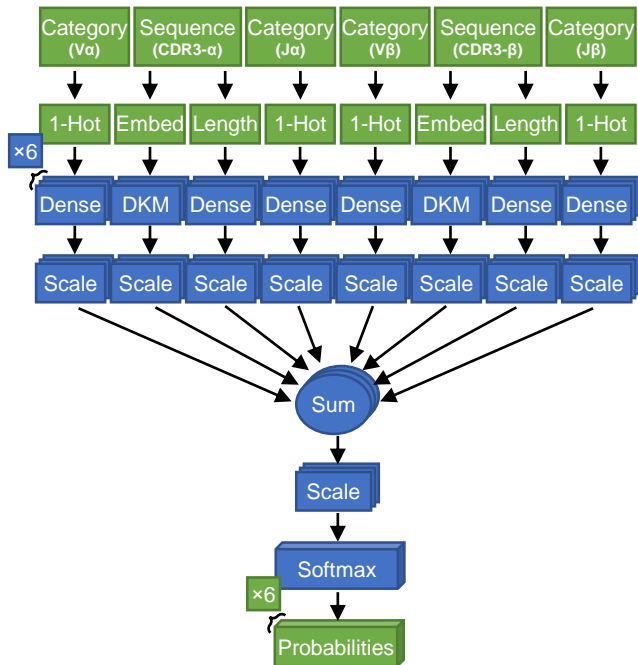 Category Sequence Category Category Sequence Category
(Vα) (CDR3-α) (Jα) (Vβ) (CDR3-β) (Jβ)
1-Hot Embed Length 1-Hot 1-Hot Embed Length 1-Hot
×6
Dense DKM Dense Dense Dense DKM Dense Dense
Scale Scale Scale Scale Scale Scale Scale Scale
Sum
Scale
Softmax
×6
Probabilities